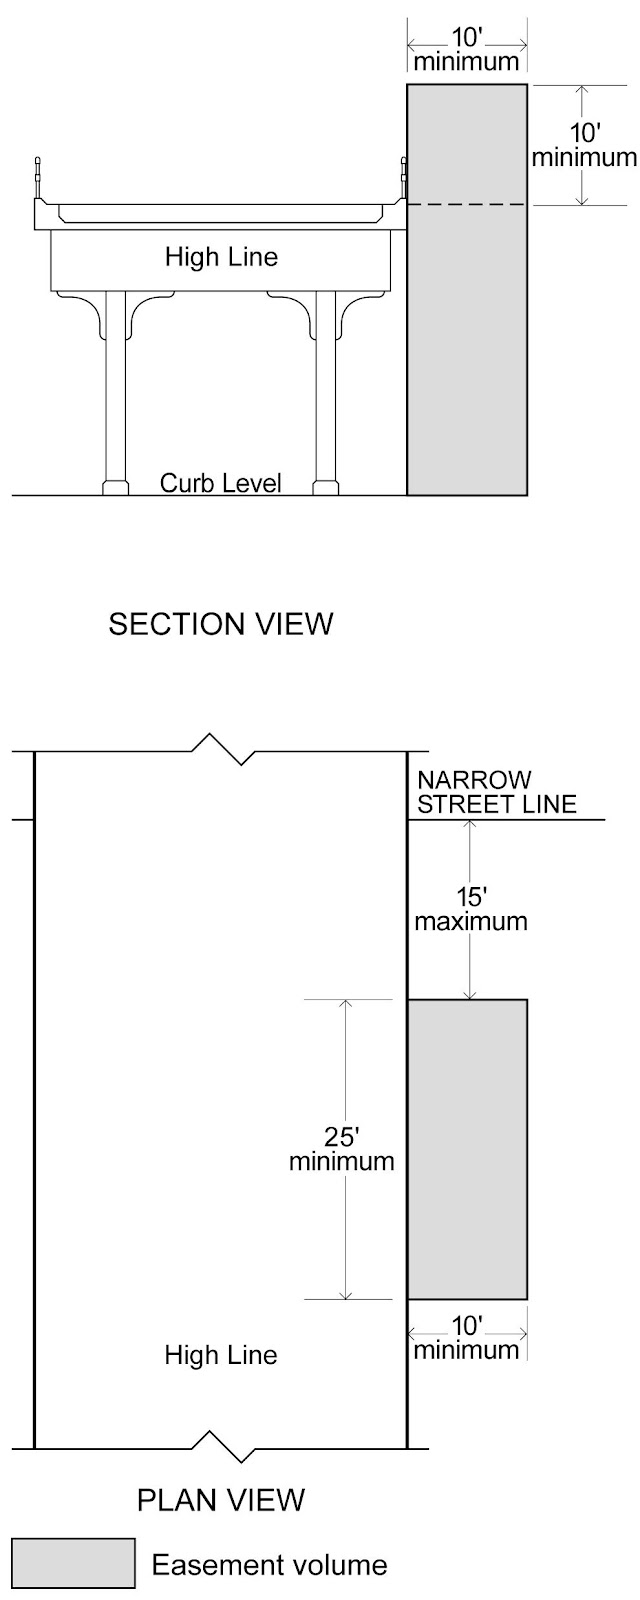 10'
minimum
10'
minimum
High Line
Curb Level
SECTION VIEW
NARROW
STREET LINE
15'
maximum
25'
minimum
10'
minimum
High Line
PLAN VIEW
Easement volume